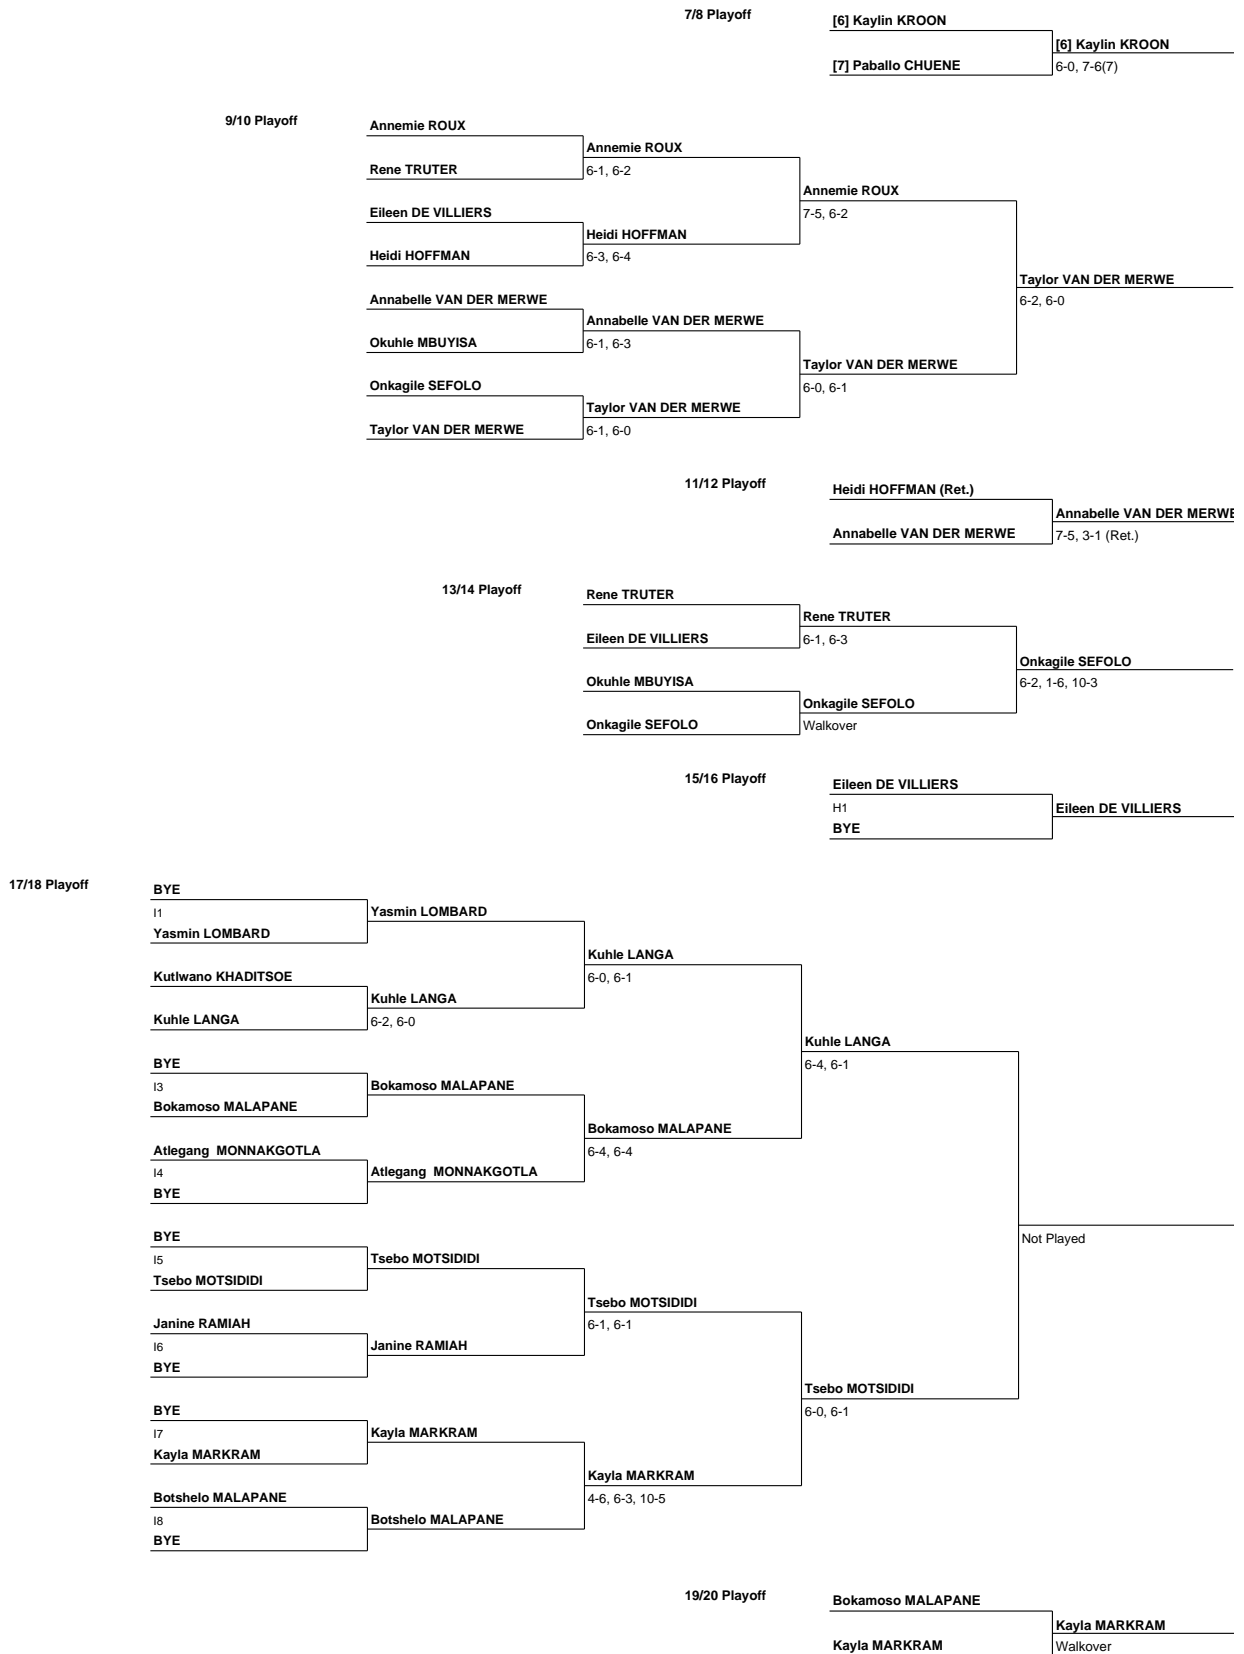 7/8 Playoff
[6] Kaylin KROON
[6] Kaylin KROON
[7] Paballo CHUENE
6-0, 7-6(7)
9/10 Playoff
Annemie ROUX
Annemie ROUX
Rene TRUTER
6-1, 6-2
Annemie ROUX
7-5, 6-2
Eileen DE VILLIERS
Heidi HOFFMAN
Heidi HOFFMAN
6-3, 6-4
Taylor VAN DER MERWE
6-2, 6-0
Annabelle VAN DER MERWE
Annabelle VAN DER MERWE
Okuhle MBUYISA
6-1, 6-3
Taylor VAN DER MERWE
6-0, 6-1
Onkagile SEFOLO
Taylor VAN DER MERWE
Taylor VAN DER MERWE
6-1, 6-0
11/12 Playoff
Heidi HOFFMAN (Ret.)
Annabelle VAN DER MERWE
Annabelle VAN DER MERWE
7-5, 3-1 (Ret.)
13/14 Playoff
Rene TRUTER
Rene TRUTER
Eileen DE VILLIERS
6-1, 6-3
Onkagile SEFOLO
6-2, 1-6, 10-3
Okuhle MBUYISA
Onkagile SEFOLO
Onkagile SEFOLO
Walkover
15/16 Playoff
Eileen DE VILLIERS
H1
Eileen DE VILLIERS
BYE
17/18 Playoff
BYE
I1
Yasmin LOMBARD
Yasmin LOMBARD
Kuhle LANGA
6-0, 6-1
Kutlwano KHADITSOE
Kuhle LANGA
Kuhle LANGA
6-2, 6-0
Kuhle LANGA
6-4, 6-1
BYE
I3
Bokamoso MALAPANE
Bokamoso MALAPANE
Bokamoso MALAPANE
6-4, 6-4
Atlegang  MONNAKGOTLA
I4
Atlegang  MONNAKGOTLA
BYE
Not Played
BYE
I5
Tsebo MOTSIDIDI
Tsebo MOTSIDIDI
Tsebo MOTSIDIDI
6-1, 6-1
Janine RAMIAH
I6
Janine RAMIAH
BYE
Tsebo MOTSIDIDI
6-0, 6-1
BYE
I7
Kayla MARKRAM
Kayla MARKRAM
Kayla MARKRAM
4-6, 6-3, 10-5
Botshelo MALAPANE
I8
Botshelo MALAPANE
BYE
19/20 Playoff
Bokamoso MALAPANE
Kayla MARKRAM
Kayla MARKRAM
Walkover